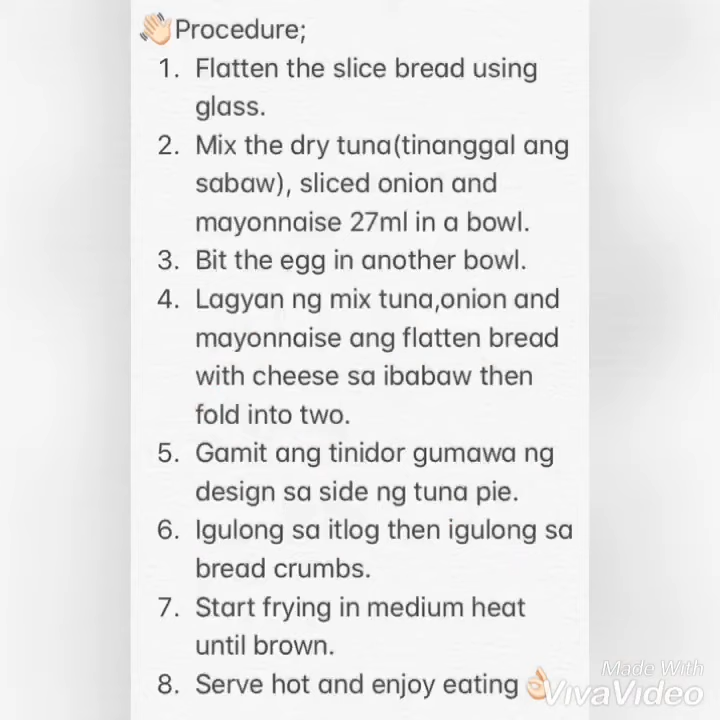 👋🏻Procedure;
1. Flatten the slice bread using
glass.
2. Mix the dry tuna(tinanggal ang
sabaw), sliced onion and
mayonnaise 27ml in a bowl.
3. Bit the egg in another bowl.
4. Lagyan ng mix tuna,onion and
mayonnaise ang flatten bread
with cheese sa ibabaw then
fold into two.
5. Gamit ang tinidor gumawa ng
design sa side ng tuna pie.
6. Igulong sa itlog then igulong sa
bread crumbs.
7. Start frying in medium heat
until brown.
8. Serve hot and enjoy eating 👌🏻
Made With
VivaVideo